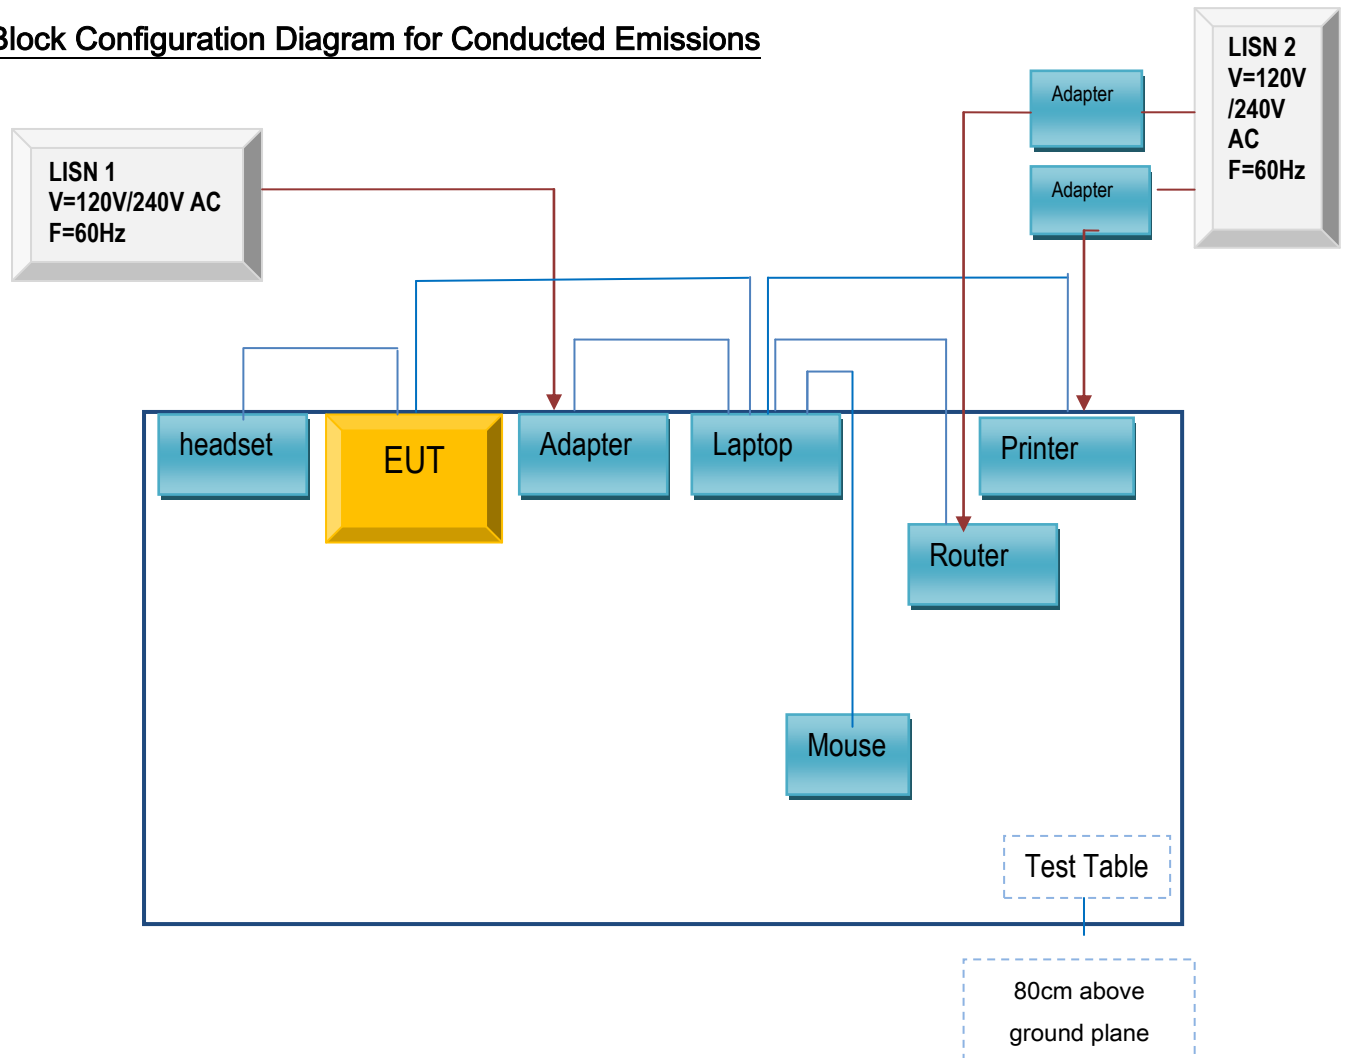 Block Configuration Diagram for Conducted Emissions
LISN 2
V=120V
/240V
AC
F=60Hz
Adapter
Adapter
LISN 1
V=120V/240V AC
F=60Hz
headset
EUT
Adapter
Laptop
Printer
Router
Mouse
Test Table
80cm above
ground plane